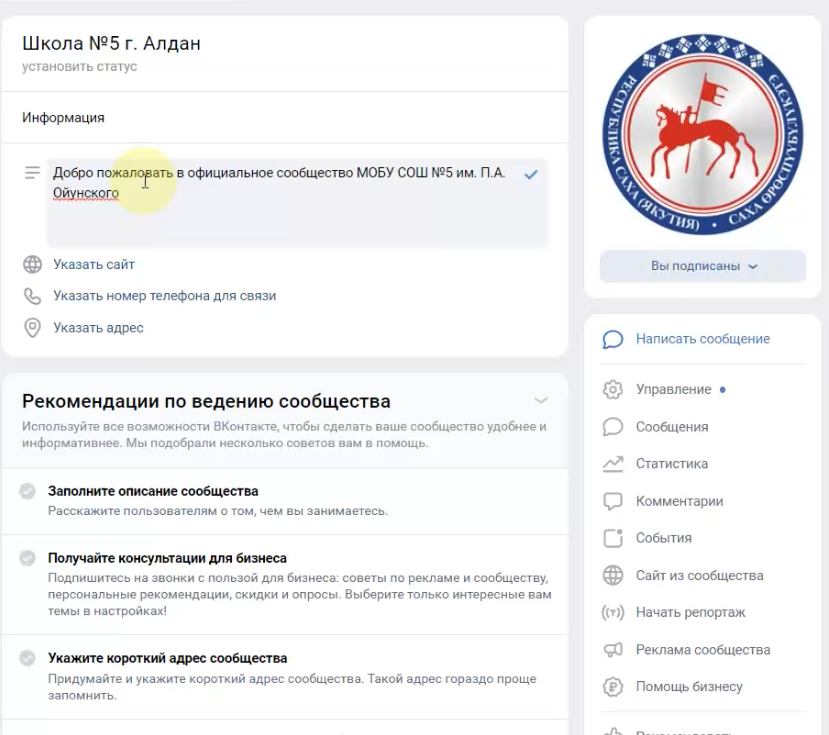 Школа №5 г. Алдан
установить статус
Информация
Добро пожаловать в официальное сообщество МОБУ СОШ №5 им. П.А.
Ойунского
Указать сайт
Указать номер телефона для связи
Указать адрес
Рекомендации по ведению сообщества
Используйте все возможности ВКонтакте, чтобы сделать ваше сообщество удобнее и
информативнее. Мы подобрали несколько советов вам в помощь.
Заполните описание сообщества
Расскажите пользователям о том, чем вы занимаетесь.
Получайте консультации для бизнеса
Подпишитесь на звонки с пользой для бизнеса: советы по рекламе и сообществу,
персональные рекомендации, скидки и опросы. Выберите только интересные вам
темы в настройках!
Укажите короткий адрес сообщества
Придумайте и укажите короткий адрес сообщества. Такой адрес гораздо проще
запомнить.
РЕСПУБЛИКА САХА (ЯКУТИЯ) • САХА ӨРӨСПҮҮБҮЛҮКЭТЭ
Вы подписаны
Написать сообщение
Управление
Сообщения
Статистика
Комментарии
События
Сайт из сообщества
Начать репортаж
Реклама сообщества
Помощь бизнесу